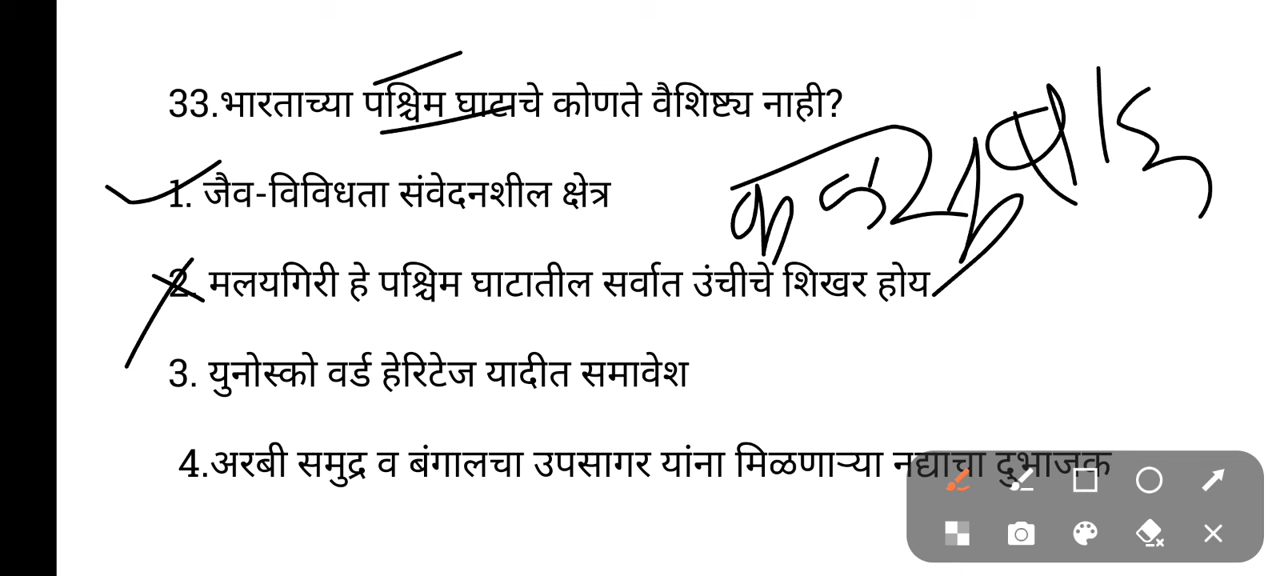 33.भारताच्या पश्चिम घाटाचे कोणते वैशिष्ट्य नाही?
1. जैव-विविधता संवेदनशील क्षेत्र
2. मलयगिरी हे पश्चिम घाटातील सर्वात उंचीचे शिखर होय
3. युनोस्को वर्ड हेरिटेज यादीत समावेश
4.अरबी समुद्र व बंगालचा उपसागर यांना मिळणाऱ्या नद्याचा दुभाजक